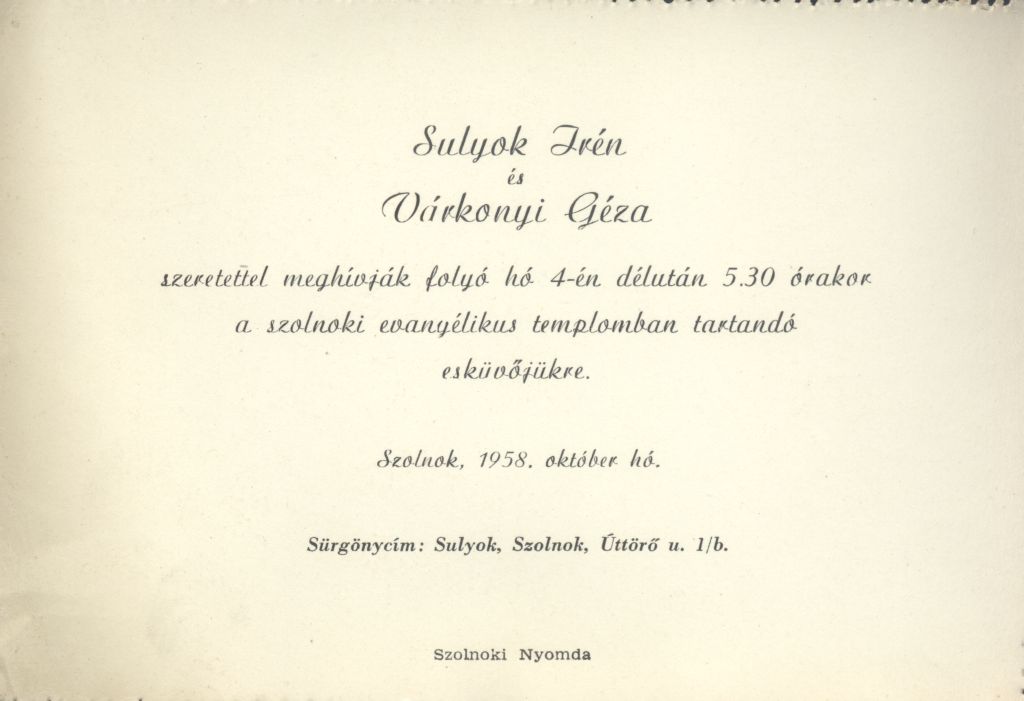 Sulyok Irén
és
Várkonyi Géza
szeretettel meghívják folyó hó 4-én délután 5.30 órakor
a szolnoki evangélikus templomban tartandó
esküvőjükre.
Szolnok, 1958. október hó.
Sürgönycím: Sulyok, Szolnok, Úttörő u. 1/b.
Szolnoki Nyomda